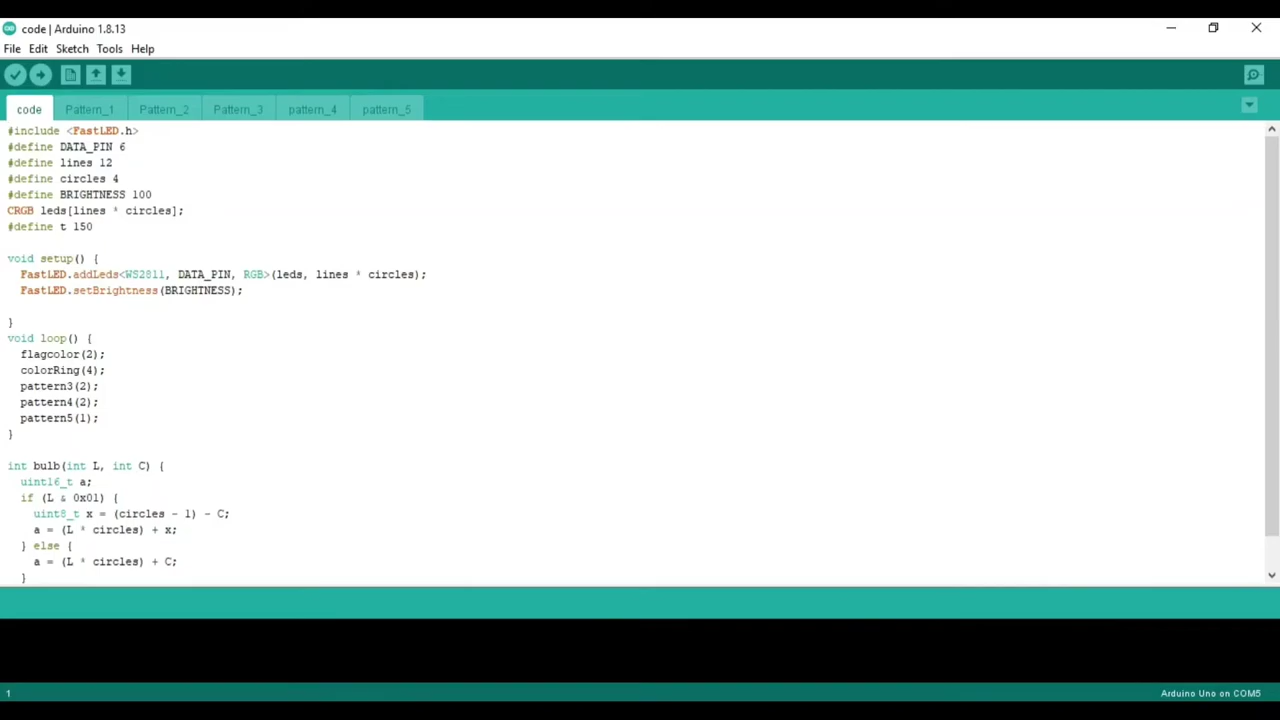 code | Arduino 1.8.13
File Edit Sketch Tools Help
code Pattern_1 Pattern_2 Pattern_3 pattern_4 pattern_5
#include <FastLED.h>
#define DATA_PIN 6
#define lines 12
#define circles 4
#define BRIGHTNESS 100
CRGB leds[lines * circles];
#define t 150
void setup() {
FastLED.addLeds<WS2811, DATA_PIN, RGB>(leds, lines * circles);
FastLED.setBrightness(BRIGHTNESS);
}
void loop() {
flagcolor(2);
colorRing(4);
pattern3(2);
pattern4(2);
pattern5(1);
}
int bulb(int L, int C) {
uint16_t a;
if (L & 0x01) {
uint8_t x = (circles - 1) - C;
a = (L * circles) + x;
} else {
a = (L * circles) + C;
}
1 Arduino Uno on COM5